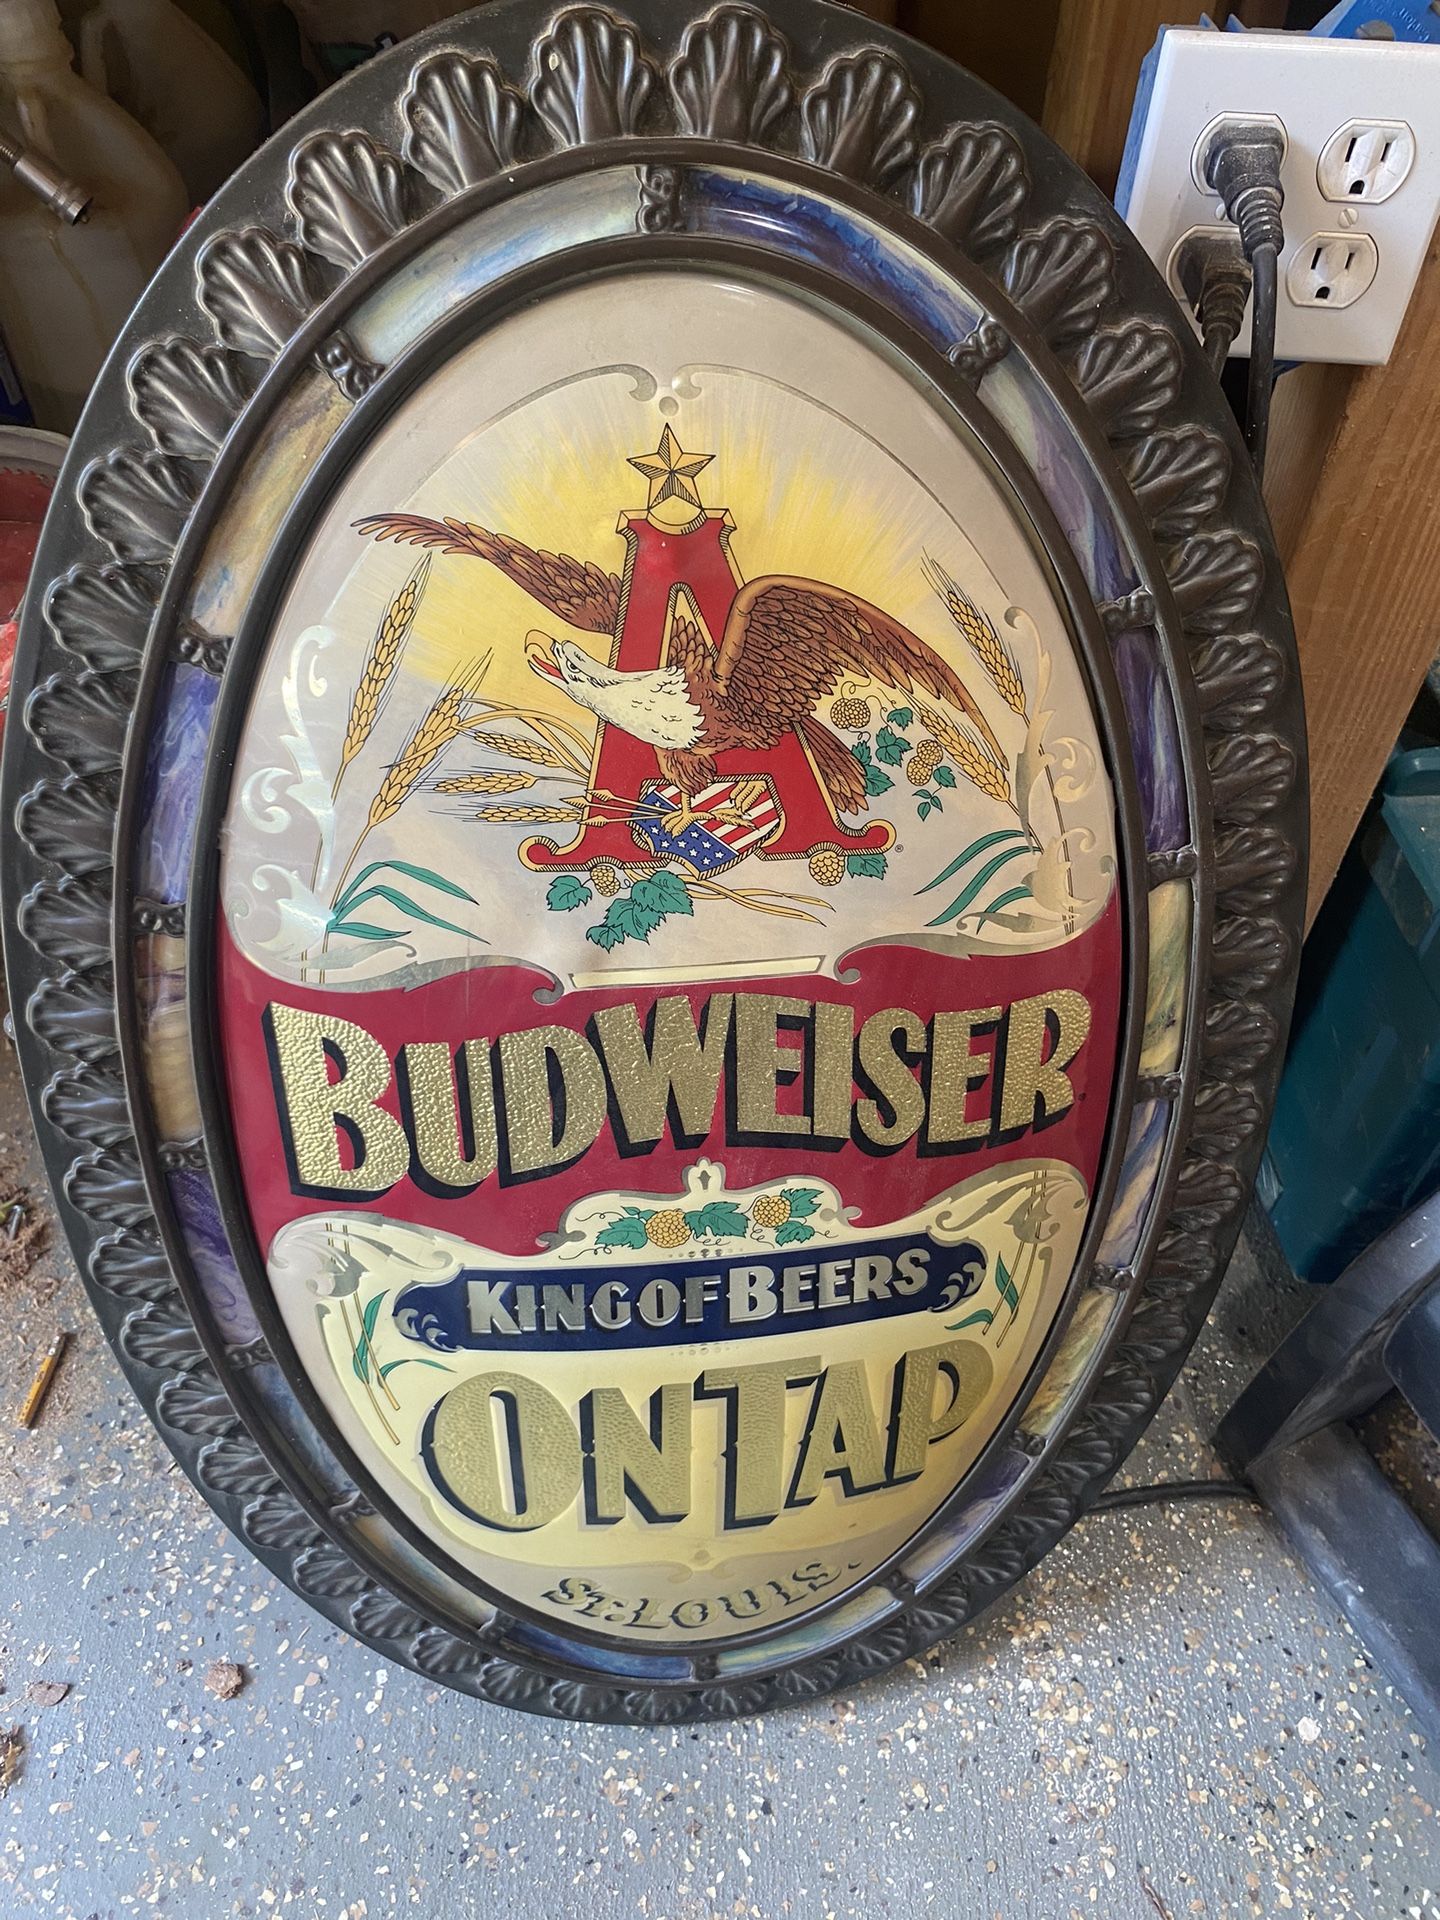 A
®
BUDWEISER®
KING OF BEERS
ON TAP
ST. LOUIS.